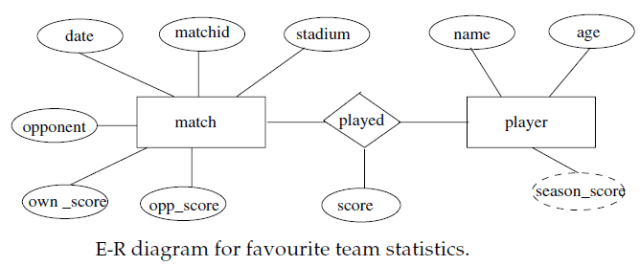 date
matchid
stadium
name
age
opponent
match
played
player
own _score
opp_score
score
season_score
E-R diagram for favourite team statistics.